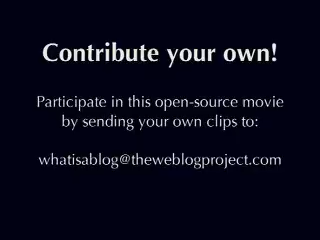 Contribute your own!
Participate in this open-source movie
by sending your own clips to:
whatisablog@theweblogproject.com